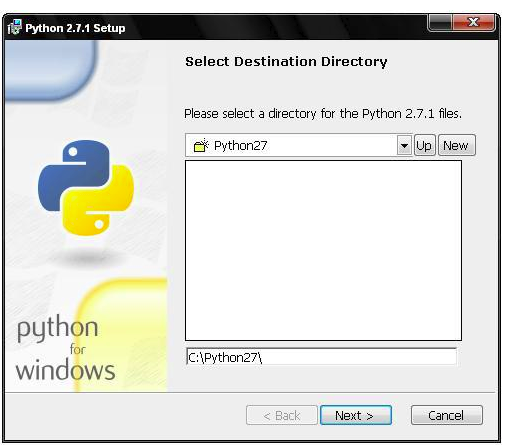 Python 2.7.1 Setup
Select Destination Directory
Please select a directory for the Python 2.7.1 files.
Python27
Up
New
C:\Python27\
python
for
windows
< Back
Next >
Cancel